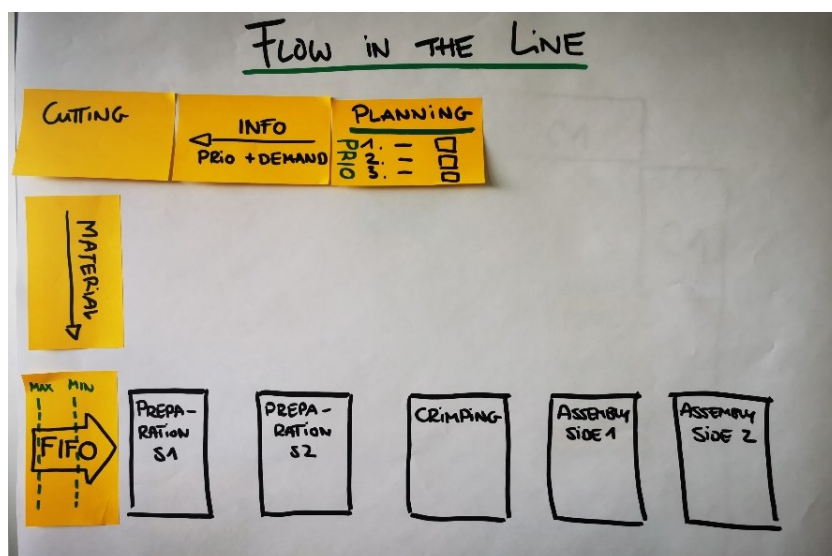 FLOW IN THE LINE
CUTTING
INFO
PRIO + DEMAND
PLANNING
PRIO
1. –
2. –
3. –
MATERIAL
MAX MIN
FIFO
PREPA-
RATION
S1
PREPA-
RATION
S2
CRIMPING
ASSEMBLY
SIDE 1
ASSEMBLY
SIDE 2